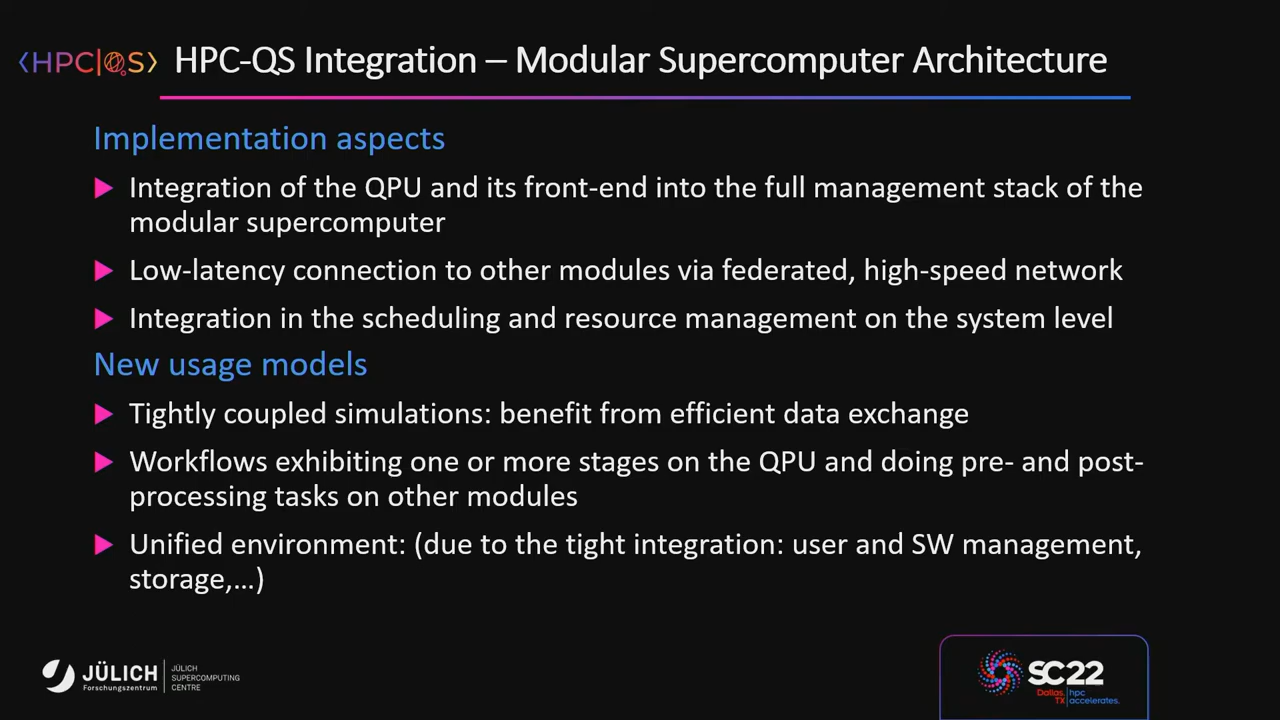 <HPC|QS> HPC-QS Integration – Modular Supercomputer Architecture
Implementation aspects
Integration of the QPU and its front-end into the full management stack of the
modular supercomputer
Low-latency connection to other modules via federated, high-speed network
Integration in the scheduling and resource management on the system level
New usage models
Tightly coupled simulations: benefit from efficient data exchange
Workflows exhibiting one or more stages on the QPU and doing pre- and post-
processing tasks on other modules
Unified environment: (due to the tight integration: user and SW management,
storage,...)
JÜLICH
Forschungszentrum
JÜLICH
SUPERCOMPUTING
CENTRE
SC22
Dallas, TX
hpc accelerates.